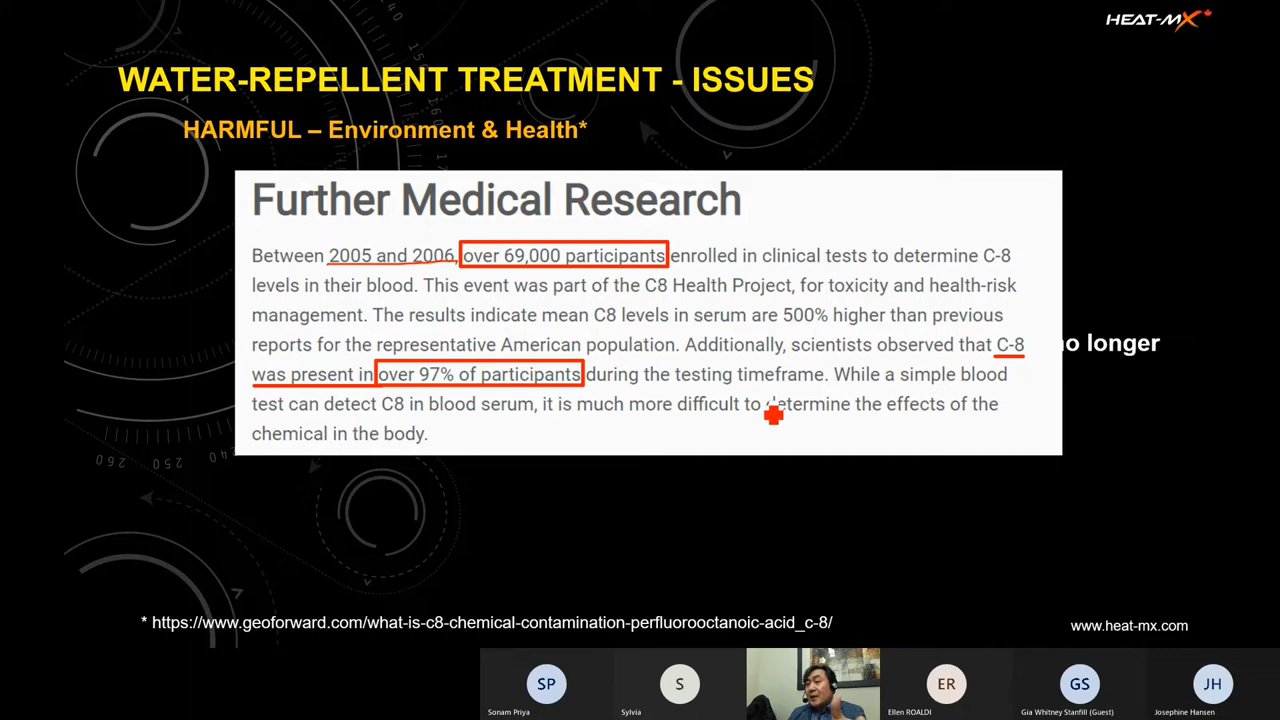 HEAT-MX
WATER-REPELLENT TREATMENT - ISSUES
HARMFUL – Environment & Health*
Further Medical Research
Between 2005 and 2006, over 69,000 participants enrolled in clinical tests to determine C-8
levels in their blood. This event was part of the C8 Health Project, for toxicity and health-risk
management. The results indicate mean C8 levels in serum are 500% higher than previous
reports for the representative American population. Additionally, scientists observed that C-8
was present in over 97% of participants during the testing timeframe. While a simple blood
test can detect C8 in blood serum, it is much more difficult to determine the effects of the
chemical in the body.
no longer
150
260
250
240
* https://www.geoforward.com/what-is-c8-chemical-contamination-perfluorooctanoic-acid_c-8/
www.heat-mx.com
SP
S
ER
GS
JH
Sonam Priya
Sylvia
Ellen ROALDI
Gia Whitney Stanfill (Guest)
Josephine Hansen